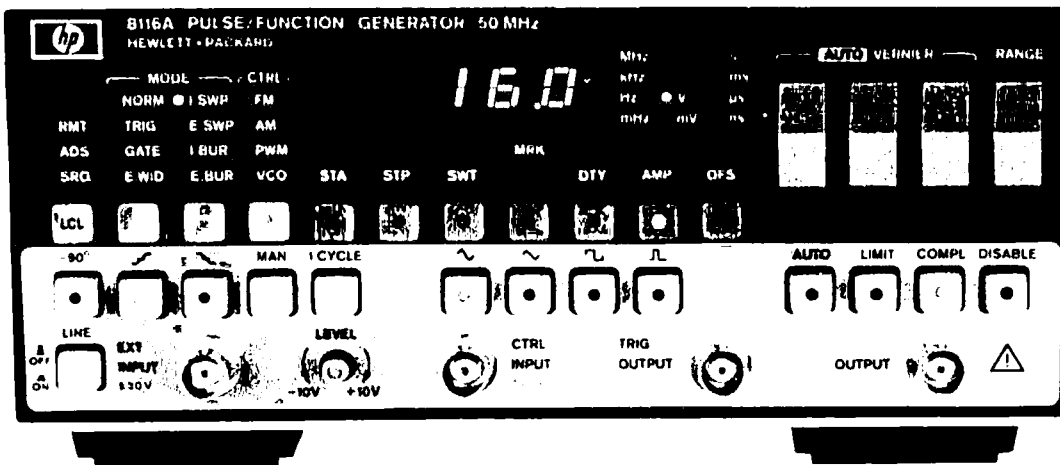 hp
8116A PULSE/FUNCTION GENERATOR 50 MHz
HEWLETT • PACKARD
16.0
MHz
kHz ms
Hz V µs
mHz mV ns
AUTO VERNIER RANGE
MODE CTRL
NORM I SWP FM
RMT TRIG E SWP AM
ADS GATE I BUR PWM
SRQ E.WID E.BUR VCO
MRK
STA STP SWT DTY AMP OFS
LCL
-90° MAN 1 CYCLE
AUTO LIMIT COMPL DISABLE
LINE
OFF
ON
EXT
INPUT
LEVEL
-10V +10V
CTRL
INPUT
TRIG
OUTPUT
OUTPUT